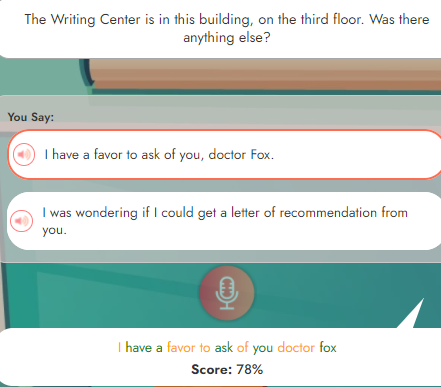 The Writing Center is in this building, on the third floor. Was there
anything else?
You Say:
I have a favor to ask of you, doctor Fox.
I was wondering if I could get a letter of recommendation from
you.
I have a favor to ask of you doctor fox
Score: 78%